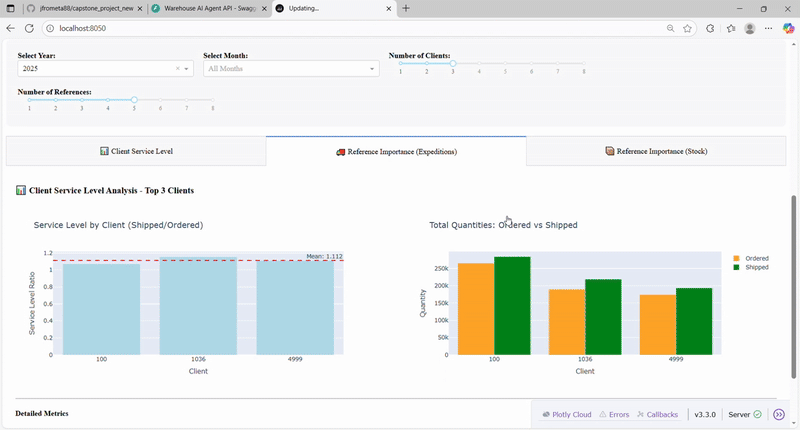 jfrometa88/capstone_project_new
Warehouse AI Agent API - Swagg
Updating...
localhost:8050
Select Year:
2025
Select Month:
All Months
Number of Clients:
1 2 3 4 5 6 7 8
Number of References:
1 2 3 4 5 6 7 8
Client Service Level
Reference Importance (Expeditions)
Reference Importance (Stock)
Client Service Level Analysis - Top 3 Clients
Service Level by Client (Shipped/Ordered)
Mean: 1.112
Service Level Ratio
1.2
1
0.8
0.6
0.4
0.2
0
100 1036 4999
Client
Total Quantities: Ordered vs Shipped
Ordered
Shipped
Quantity
250k
200k
150k
100k
50k
0
100 1036 4999
Client
Detailed Metrics
Plotly Cloud Errors Callbacks v3.3.0 Server